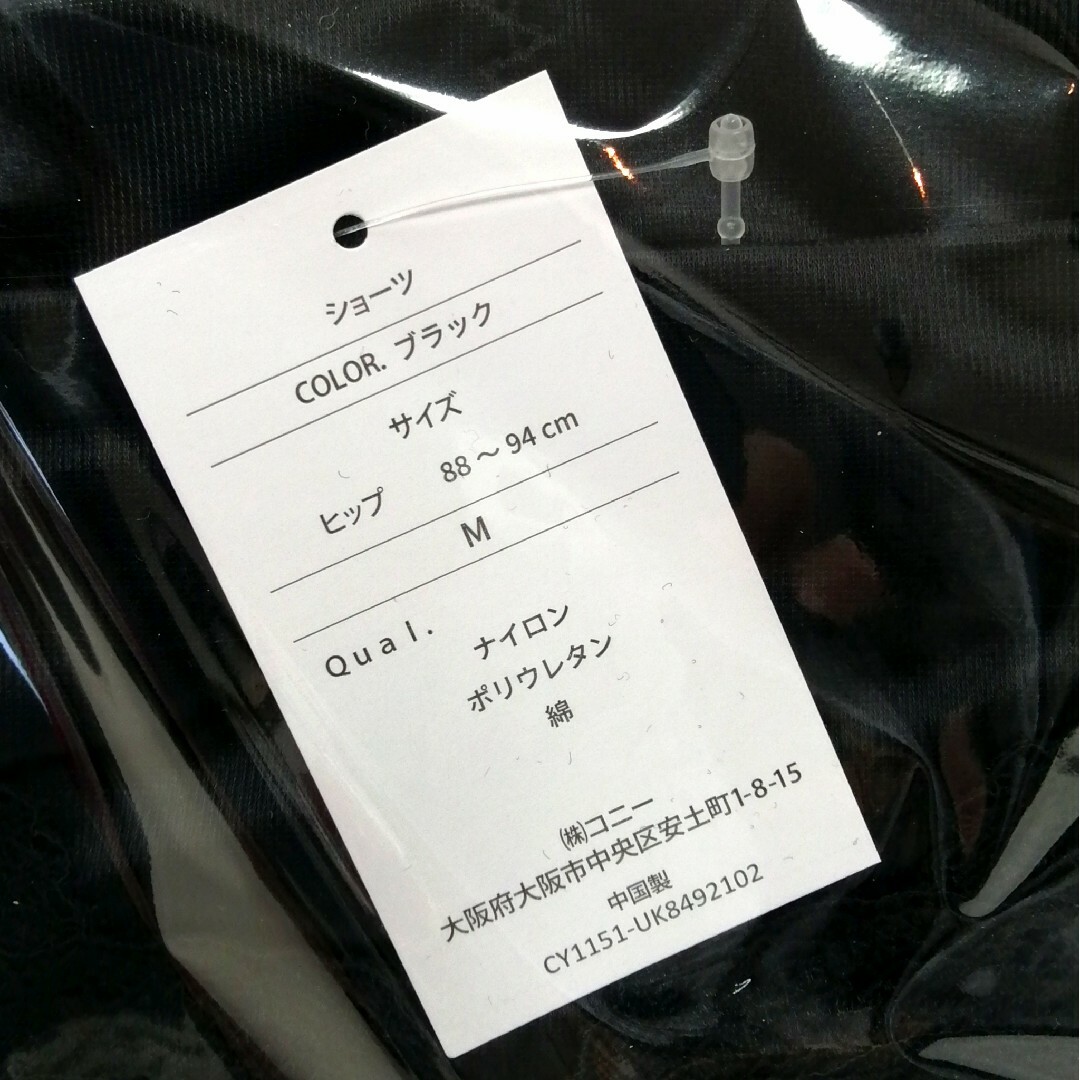 ショーツ
COLOR. ブラック
サイズ
ヒップ 88〜94 cm
M
Qual. ナイロン
ポリウレタン
綿
㈱コニー
大阪府大阪市中央区安土町1-8-15
中国製
CY1151-UK8492102